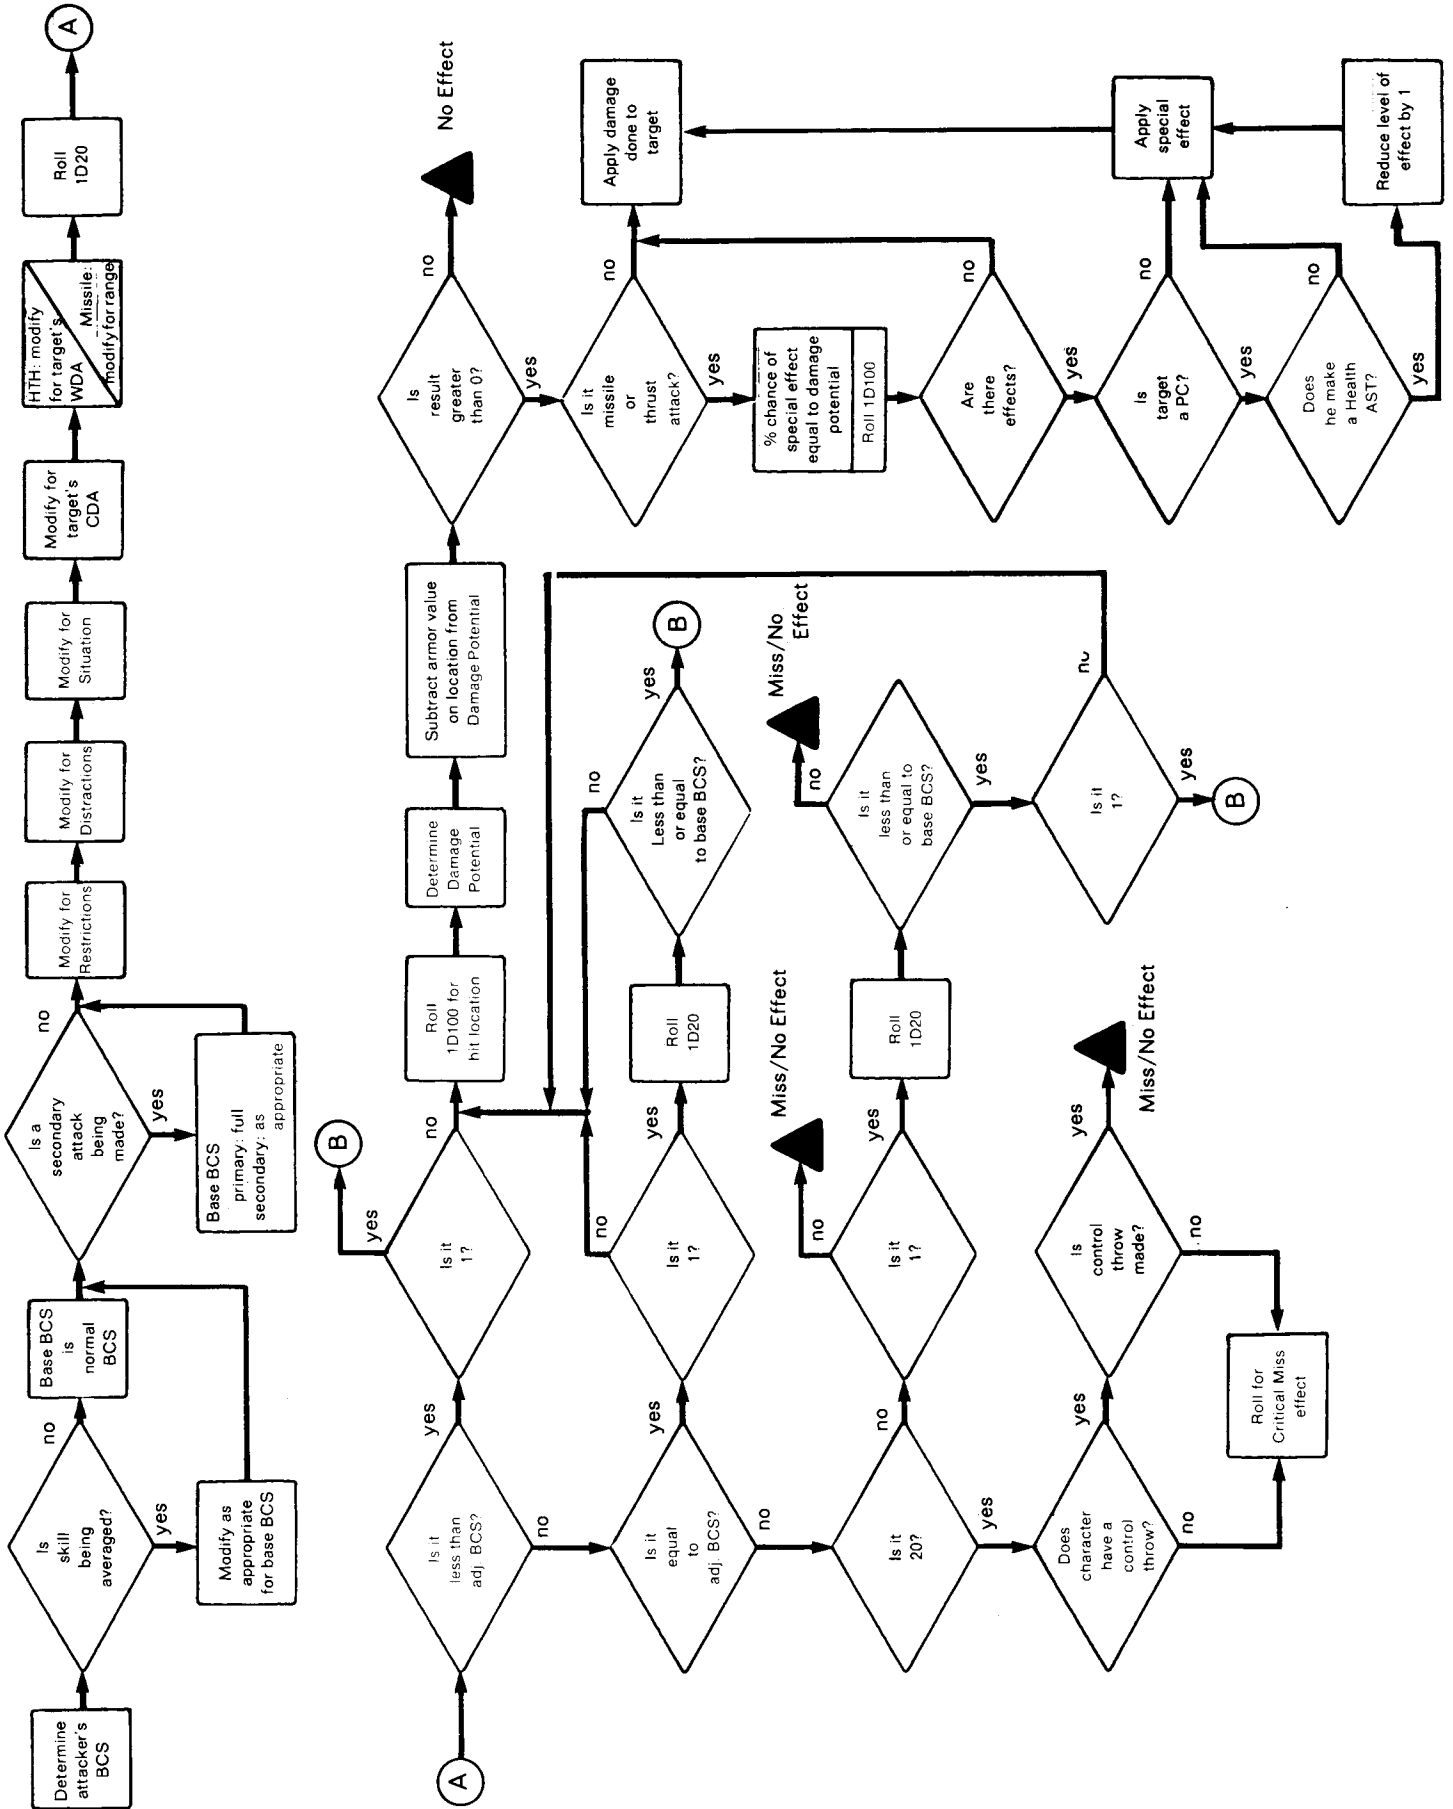 Determine
attacker's
BCS
Is
skill
being
averaged?
no
yes
Modify as
appropriate
for base BCS
Base BCS
is
normal
BCS
Is a
secondary
attack
being
made?
no
yes
Base BCS
primary: full
secondary: as
appropriate
Modify for
Restrictions
Modify for
Distractions
Modify for
Situation
Modify for
target's
CDA
HTH: modify
for target's
WDA
Missile:
modify for range
Roll
1D20
A
A
Is it
less than
adj. BCS?
yes
no
Is it
1?
yes
B
no
Roll
1D100 for
hit location
Determine
Damage
Potential
Subtract armor value
on location from
Damage Potential
Is
result
greater
than 0?
no
No Effect
yes
Is it
equal
to
adj. BCS?
yes
no
Is it
1?
no
yes
Roll
1D20
Is it
Less than
or equal
to base BCS?
no
yes
B
Is it
missile
or
thrust
attack?
no
Apply damage
done to
target
yes
% chance of
special effect
equal to damage
potential
Roll 1D100
Is it
20?
no
yes
Is it
1?
no
Miss/No Effect
yes
Roll
1D20
Is it
less than
or equal to
base BCS?
no
Miss/No
Effect
yes
Are
there
effects?
no
yes
Does
character
have a
control
throw?
yes
no
Is
control
throw
made?
yes
Miss/No Effect
no
Roll for
Critical Miss
effect
Is it
1?
no
yes
B
Is
target
a PC?
no
Apply
special
effect
yes
Does
he make
a Health
AST?
no
yes
Reduce level of
effect by 1